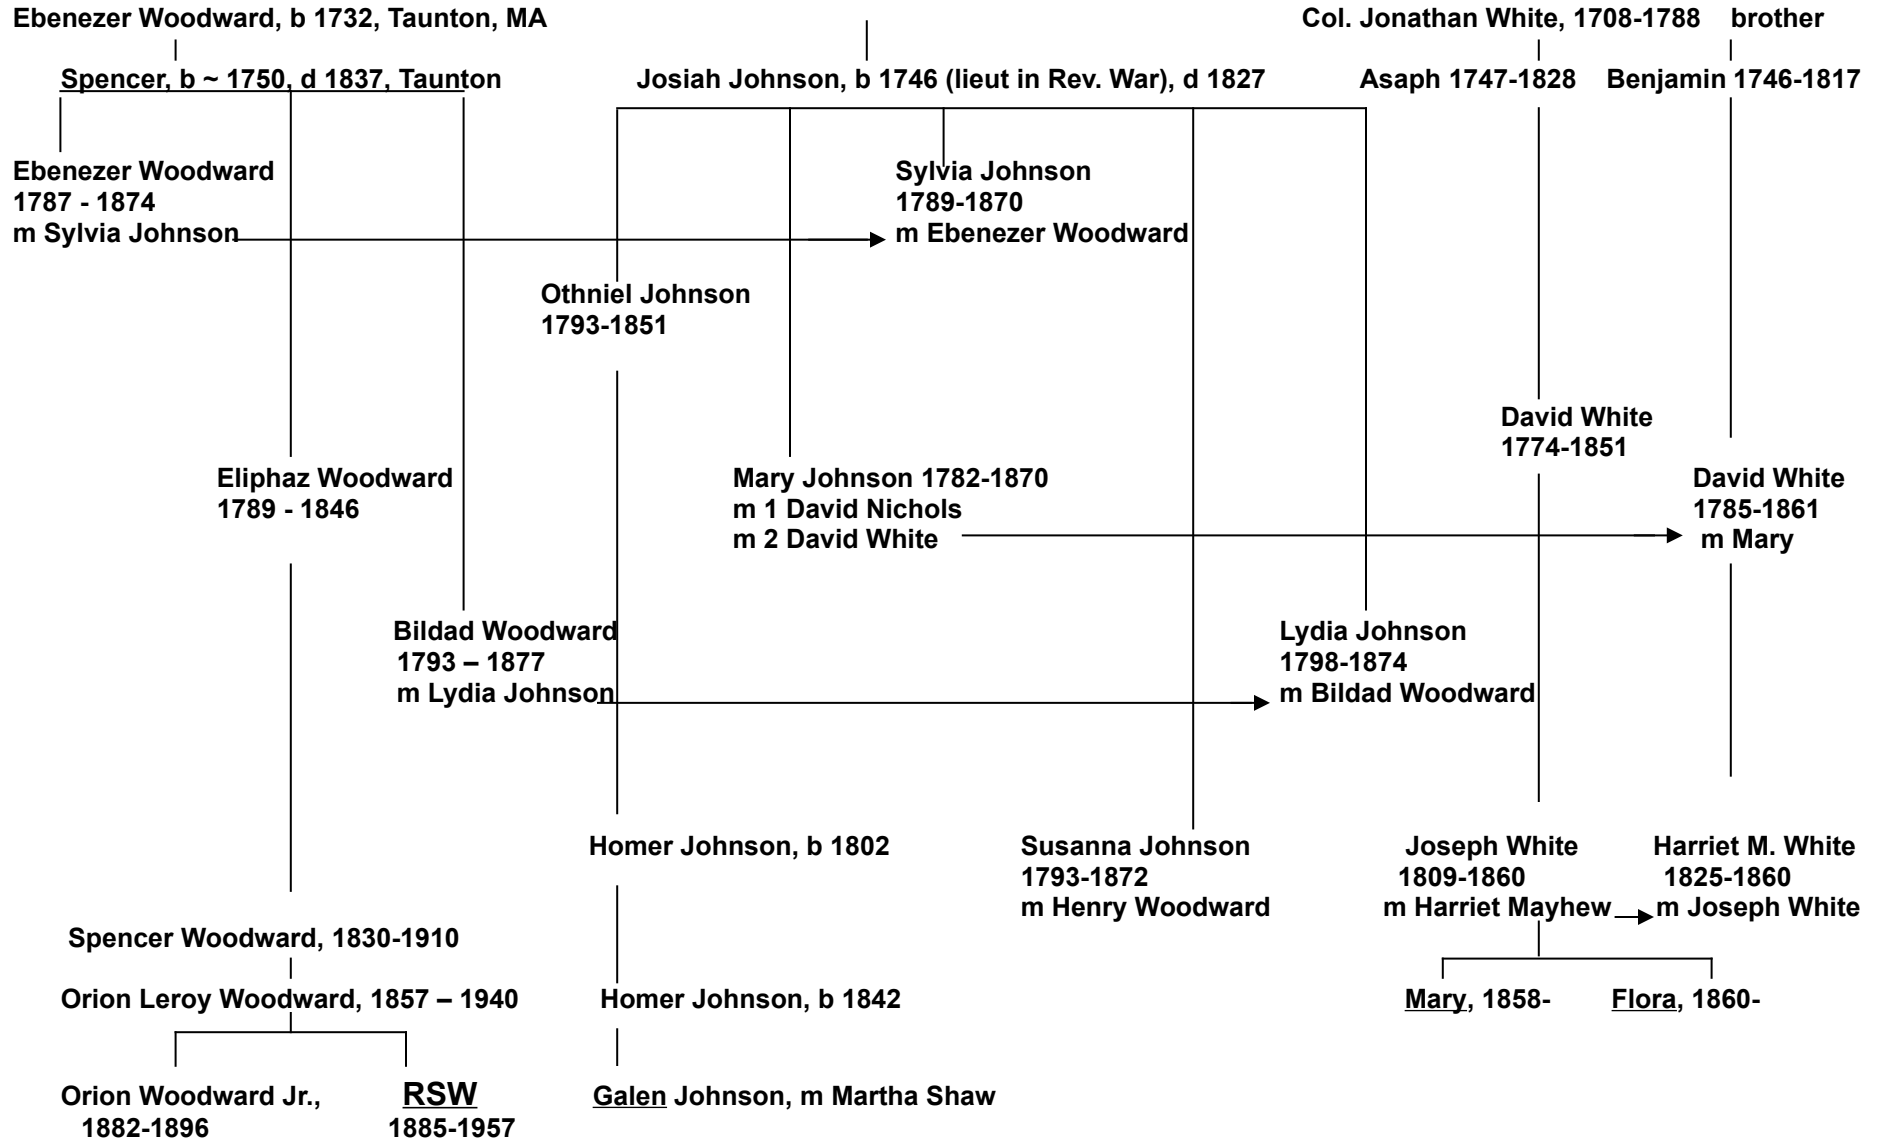 Ebenezer Woodward, b 1732, Taunton, MA
Col. Jonathan White, 1708-1788
brother
Spencer, b ~ 1750, d 1837, Taunton
Josiah Johnson, b 1746 (lieut in Rev. War), d 1827
Asaph 1747-1828
Benjamin 1746-1817
Ebenezer Woodward
1787 - 1874
m Sylvia Johnson
Sylvia Johnson
1789-1870
m Ebenezer Woodward
Othniel Johnson
1793-1851
David White
1774-1851
Eliphaz Woodward
1789 - 1846
Mary Johnson 1782-1870
m 1 David Nichols
m 2 David White
David White
1785-1861
m Mary
Bildad Woodward
1793 – 1877
m Lydia Johnson
Lydia Johnson
1798-1874
m Bildad Woodward
Homer Johnson, b 1802
Susanna Johnson
1793-1872
m Henry Woodward
Joseph White
1809-1860
m Harriet Mayhew
Harriet M. White
1825-1860
m Joseph White
Spencer Woodward, 1830-1910
Orion Leroy Woodward, 1857 – 1940
Homer Johnson, b 1842
Mary, 1858-
Flora, 1860-
Orion Woodward Jr.,
1882-1896
RSW
1885-1957
Galen Johnson, m Martha Shaw